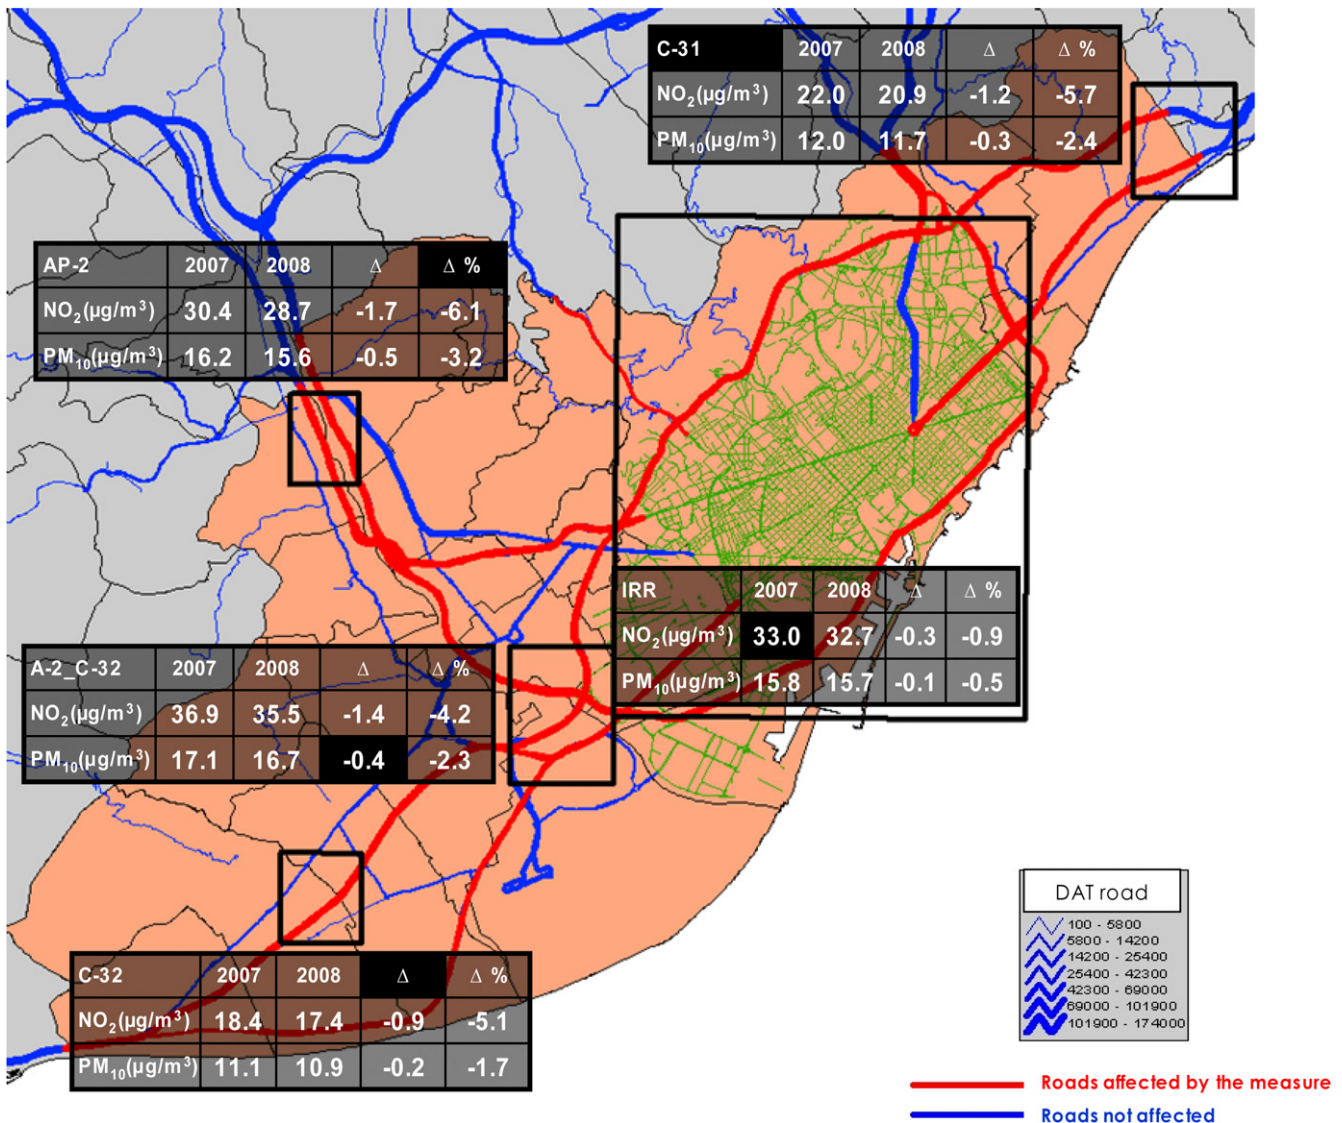 C-31 2007 2008 Δ Δ %
NO₂(µg/m³) 22.0 20.9 -1.2 -5.7
PM₁₀(µg/m³) 12.0 11.7 -0.3 -2.4
AP-2 2007 2008 Δ Δ %
NO₂(µg/m³) 30.4 28.7 -1.7 -6.1
PM₁₀(µg/m³) 16.2 15.6 -0.5 -3.2
IRR 2007 2008 Δ Δ %
NO₂(µg/m³) 33.0 32.7 -0.3 -0.9
PM₁₀(µg/m³) 15.8 15.7 -0.1 -0.5
A-2_C-32 2007 2008 Δ Δ %
NO₂(µg/m³) 36.9 35.5 -1.4 -4.2
PM₁₀(µg/m³) 17.1 16.7 -0.4 -2.3
C-32 2007 2008 Δ Δ %
NO₂(µg/m³) 18.4 17.4 -0.9 -5.1
PM₁₀(µg/m³) 11.1 10.9 -0.2 -1.7
DAT road
100 - 5800
5800 - 14200
14200 - 25400
25400 - 42300
42300 - 69000
69000 - 101900
101900 - 174000
Roads affected by the measure
Roads not affected